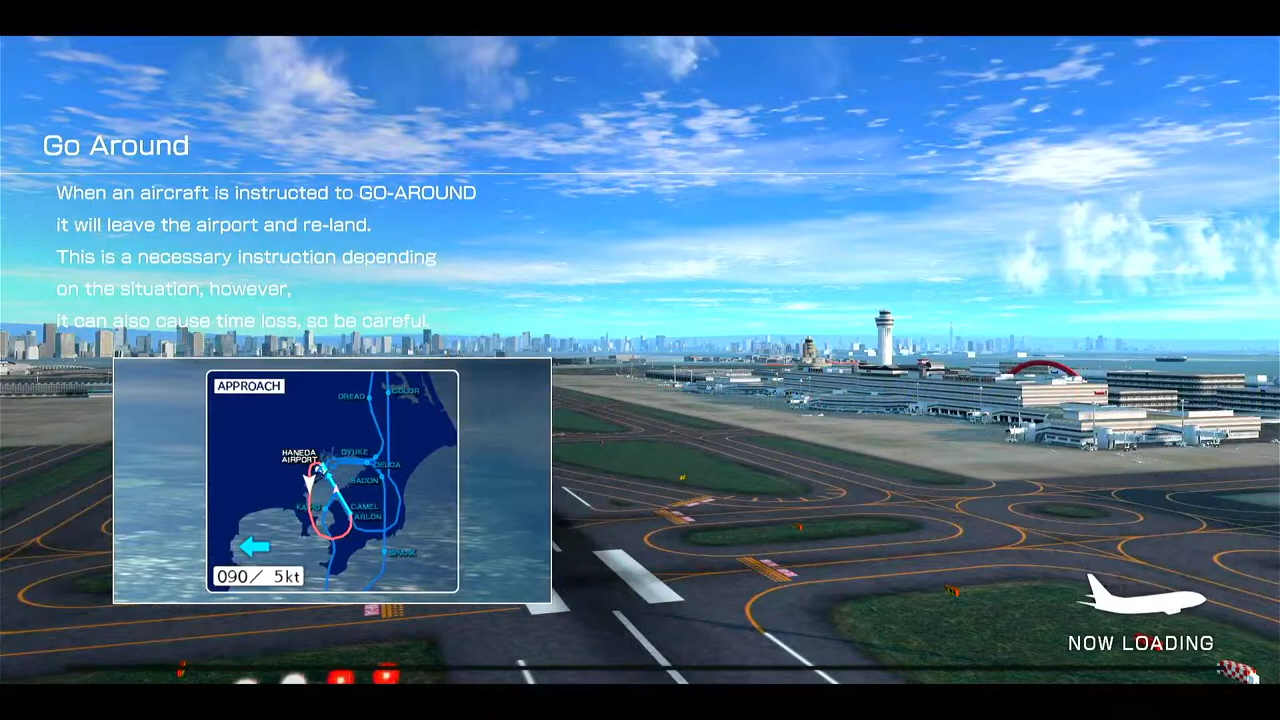 Go Around
When an aircraft is instructed to GO-AROUND
it will leave the airport and re-land.
This is a necessary instruction depending
on the situation, however,
it can also cause time loss, so be careful.
APPROACH
COLOR
DREAD
HANEDA
AIRPORT
OYUKE
DELCA
BACON
CAMEL
ARLON
SPARK
090/ 5kt
NOW LOADING